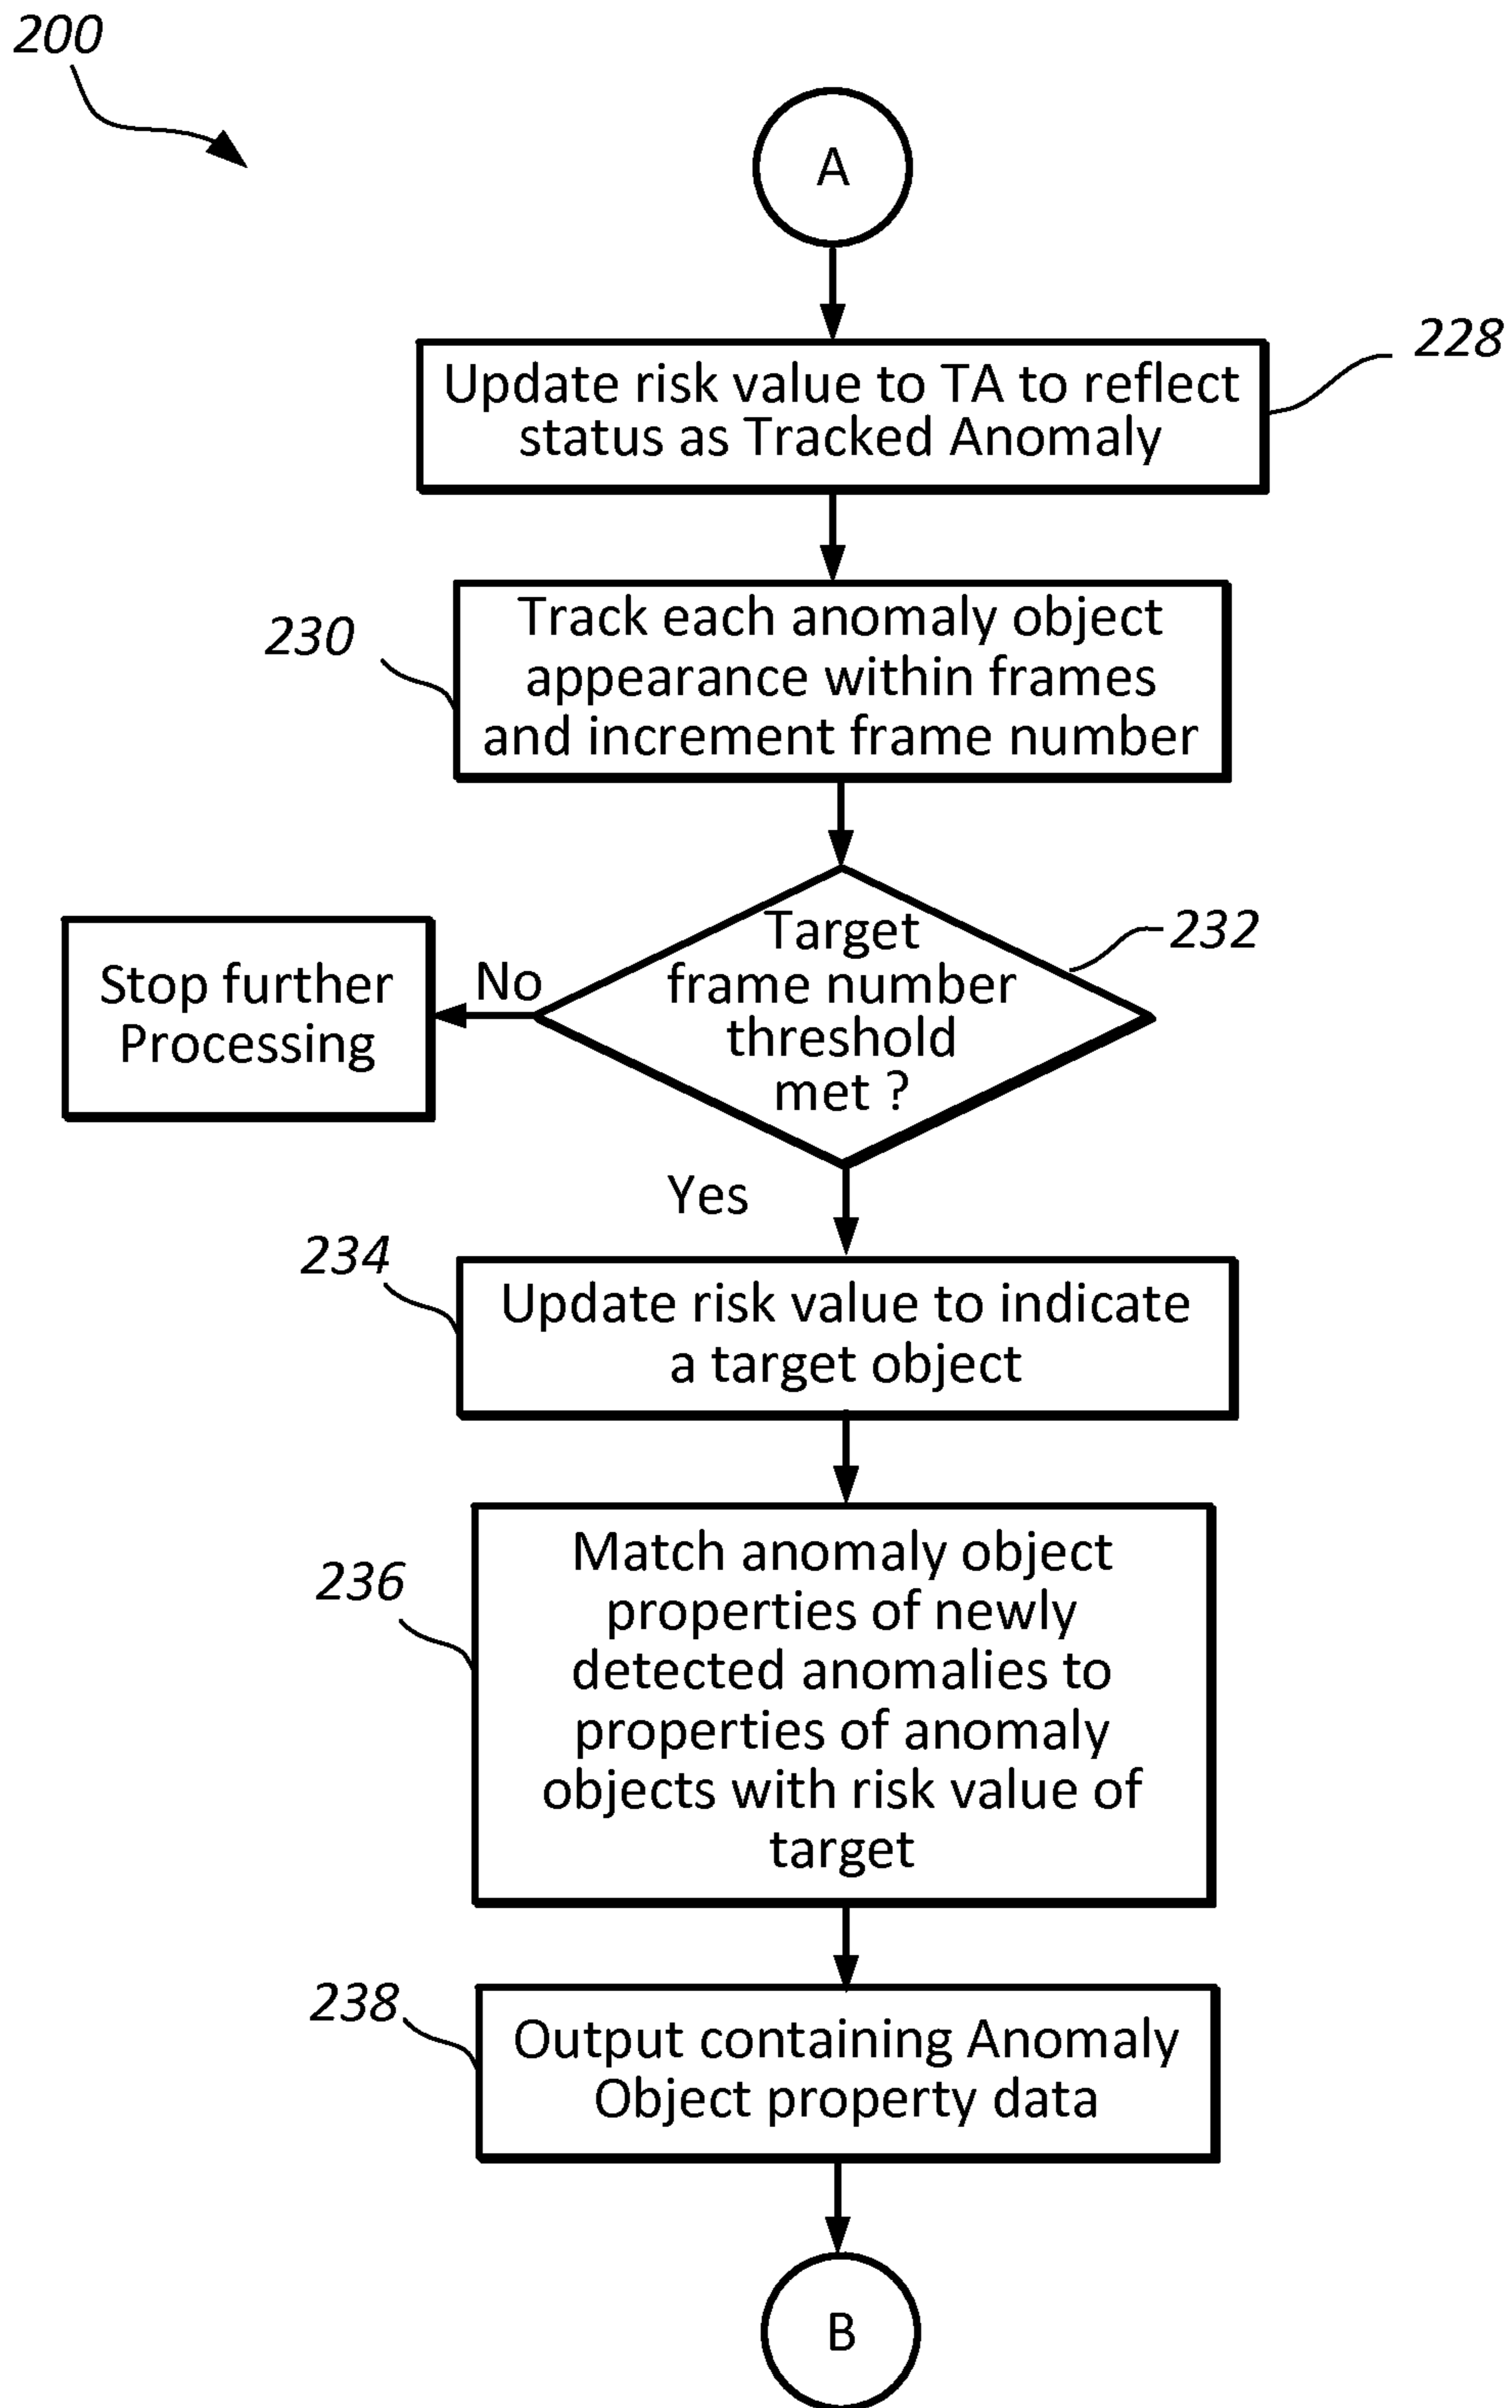 200
A
Update risk value to TA to reflect
status as Tracked Anomaly
228
230
Track each anomaly object
appearance within frames
and increment frame number
Target
frame number
threshold
met ?
232
No
Stop further
Processing
Yes
234
Update risk value to indicate
a target object
236
Match anomaly object
properties of newly
detected anomalies to
properties of anomaly
objects with risk value of
target
238
Output containing Anomaly
Object property data
B